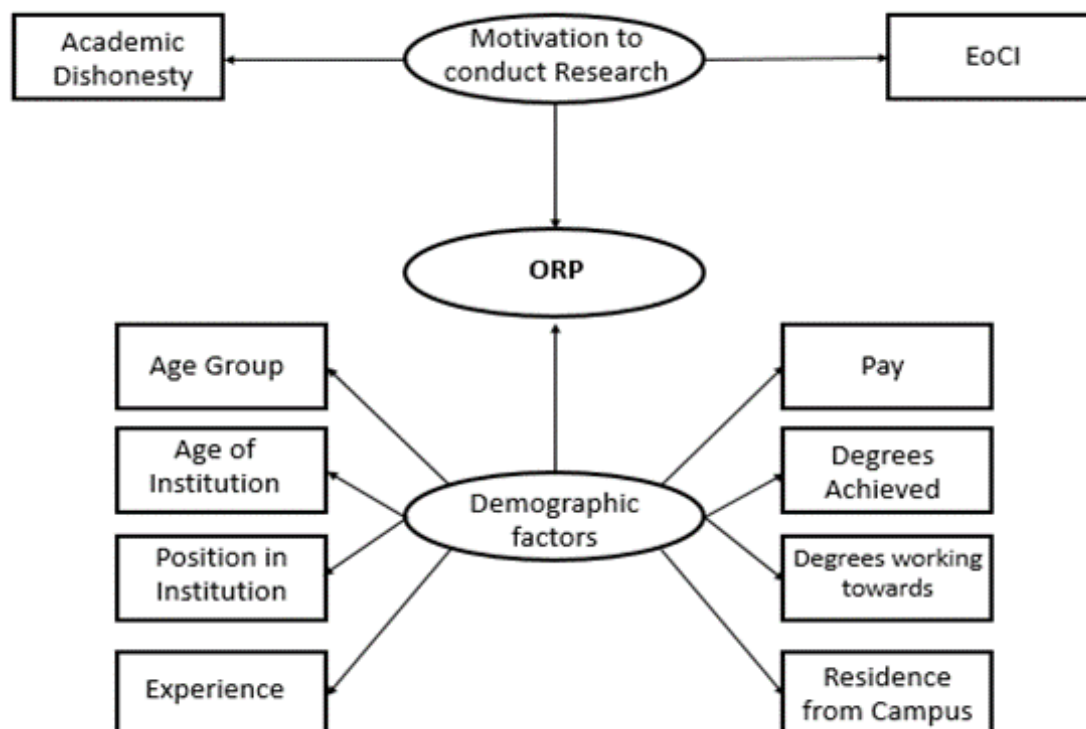 Academic
Dishonesty
Motivation to
conduct Research
EoCI
ORP
Age Group
Pay
Age of
Institution
Degrees
Achieved
Demographic
factors
Position in
Institution
Degrees working
towards
Experience
Residence
from Campus